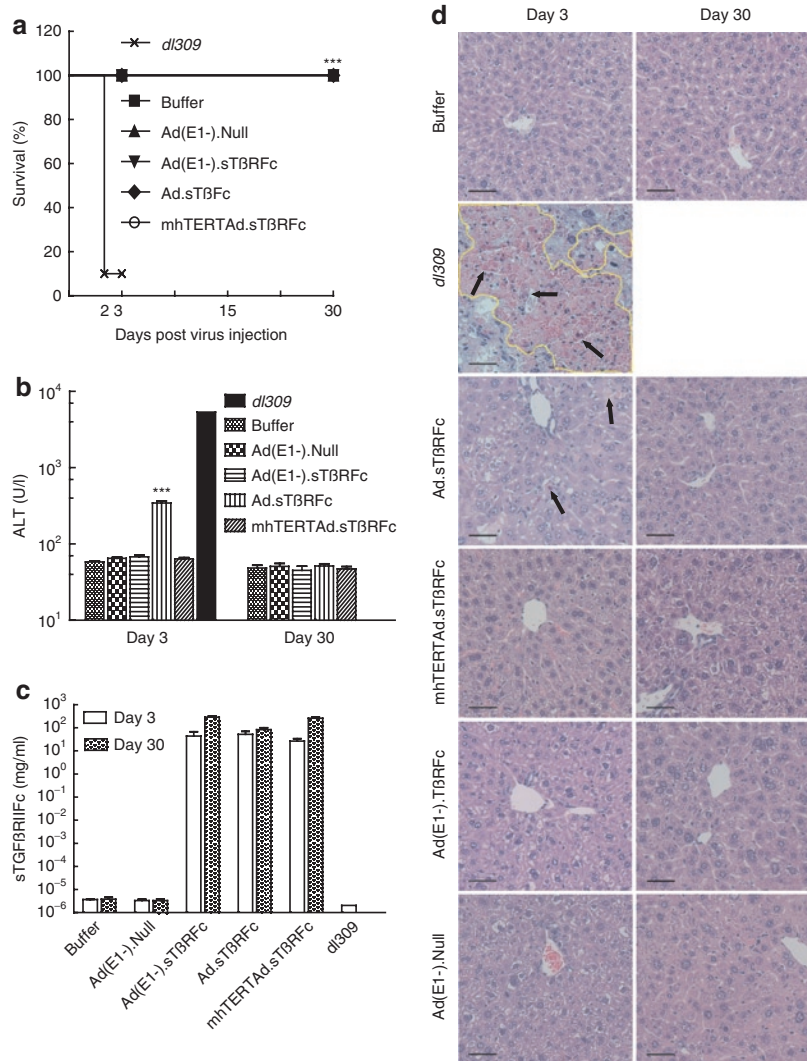 a
120
100
80
60
40
20
0
Survival (%)
2 3
15
30
Days post virus injection
***
dl309
Buffer
Ad(E1-).Null
Ad(E1-).sTßRFc
Ad.sTßFc
mhTERTAd.sTßRFc
b
10⁴
10³
10²
10¹
ALT (U/l)
***
Day 3
Day 30
dl309
Buffer
Ad(E1-).Null
Ad(E1-).sTßRFc
Ad.sTßRFc
mhTERTAd.sTßRFc
c
10³
10²
10¹
10⁰
10⁻¹
10⁻²
10⁻³
10⁻⁴
10⁻⁵
10⁻⁶
sTGFßRIIFc (mg/ml)
Day 3
Day 30
Buffer
Ad(E1-).Null
Ad(E1-).sTßRFc
Ad.sTßRFc
mhTERTAd.sTßRFc
dl309
d
Day 3
Day 30
Buffer
dl309
Ad.sTßRFc
mhTERTAd.sTßRFc
Ad(E1-).TßRFc
Ad(E1-).Null